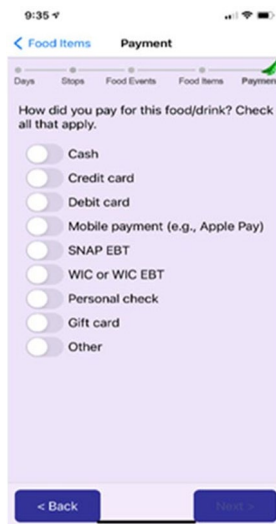 9:35
Food Items Payment
Days Stops Food Events Food Items Paymen
How did you pay for this food/drink? Check
all that apply.
Cash
Credit card
Debit card
Mobile payment (e.g., Apple Pay)
SNAP EBT
WIC or WIC EBT
Personal check
Gift card
Other
< Back Next >